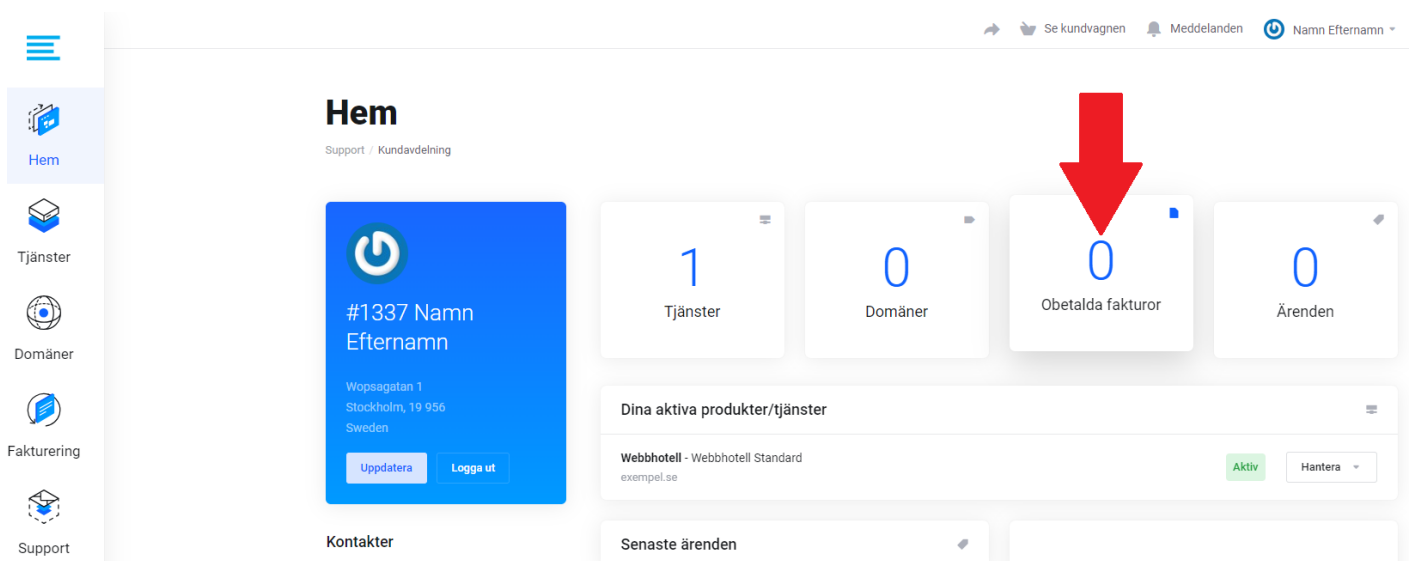 Se kundvagnen
Meddelanden
Namn Efternamn
Hem
Tjänster
Domäner
Fakturering
Support
Hem
Support / Kundavdelning
#1337 Namn
Efternamn
Wopsagatan 1
Stockholm, 19 956
Sweden
Uppdatera
Logga ut
Kontakter
1
Tjänster
0
Domäner
0
Obetalda fakturor
0
Ärenden
Dina aktiva produkter/tjänster
Webbhotell - Webbhotell Standard
exempel.se
Aktiv
Hantera
Senaste ärenden